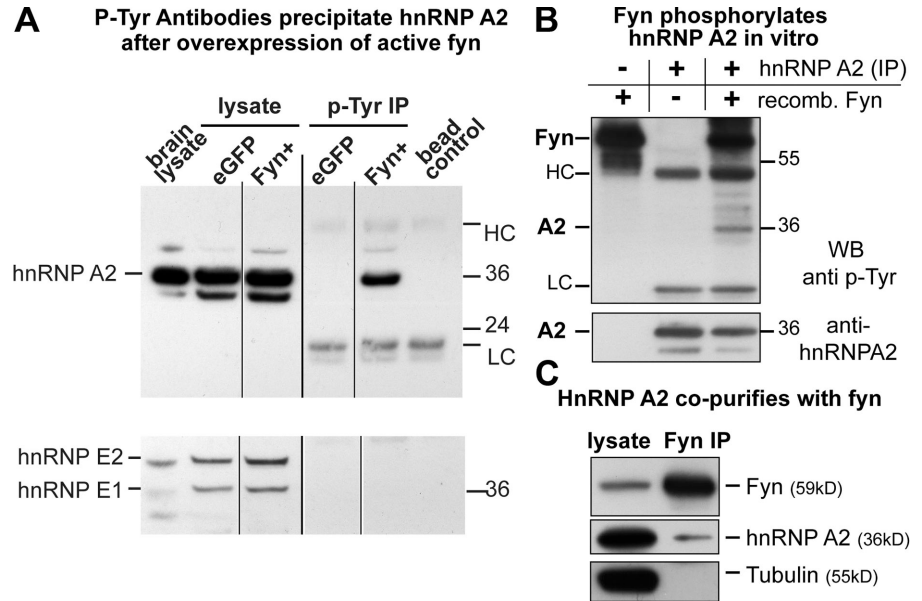 A
P-Tyr Antibodies precipitate hnRNP A2
after overexpression of active fyn
lysate
p-Tyr IP
brain
lysate
eGFP
Fyn+
eGFP
Fyn+
bead
control
HC
hnRNP A2
36
24
LC
hnRNP E2
hnRNP E1
36
B
Fyn phosphorylates
hnRNP A2 in vitro
- + + hnRNP A2 (IP)
+ - + recomb. Fyn
Fyn
55
HC
A2
36
WB
anti p-Tyr
LC
A2
36
anti-
hnRNPA2
C
HnRNP A2 co-purifies with fyn
lysate Fyn IP
Fyn (59kD)
hnRNP A2 (36kD)
Tubulin (55kD)